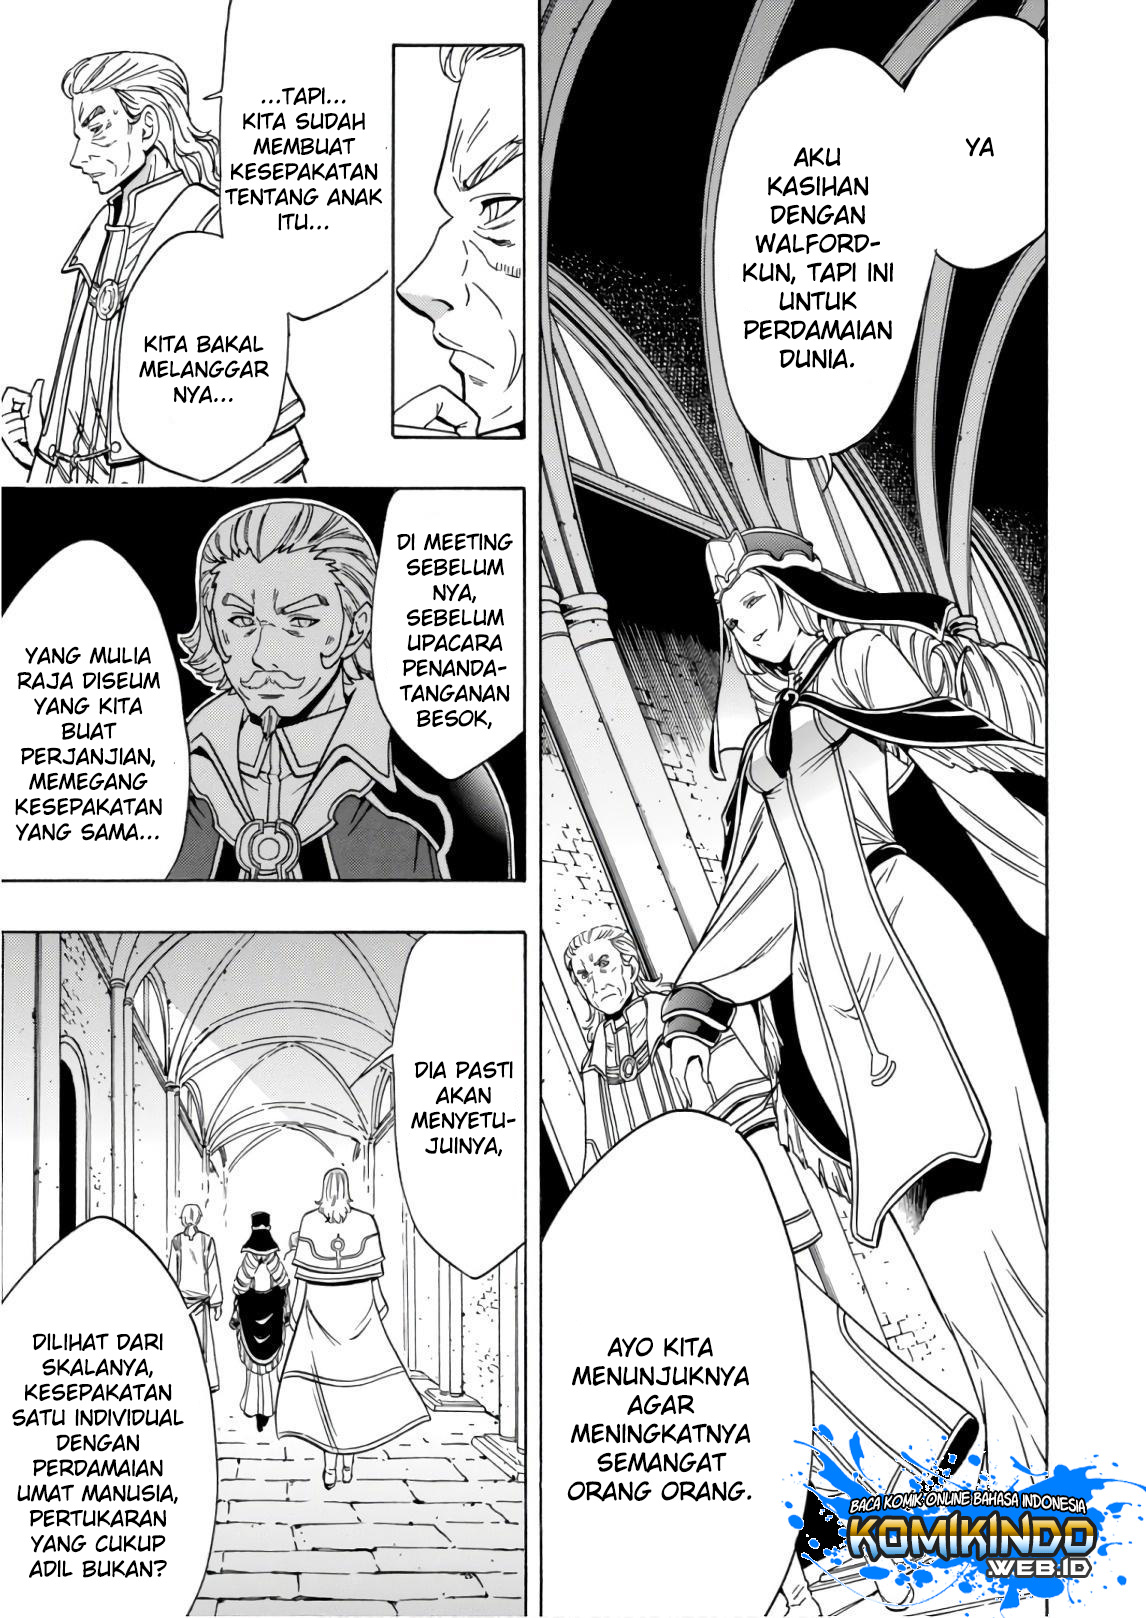 YA
AKU
KASIHAN
DENGAN
WALFORD-
KUN, TAPI INI
UNTUK
PERDAMAIAN
DUNIA.
AYO KITA
MENUNJUKNYA
AGAR
MENINGKATNYA
SEMANGAT
ORANG ORANG.
...TAPI...
KITA SUDAH
MEMBUAT
KESEPAKATAN
TENTANG ANAK
ITU...
KITA BAKAL
MELANGGAR
NYA...
DI MEETING
SEBELUM
NYA,
SEBELUM
UPACARA
PENANDA-
TANGANAN
BESOK,
YANG MULIA
RAJA DISEUM
YANG KITA
BUAT
PERJANJIAN,
MEMEGANG
KESEPAKATAN
YANG SAMA...
DIA PASTI
AKAN
MENYETU-
JUINYA,
DILIHAT DARI
SKALANYA,
KESEPAKATAN
SATU INDIVIDUAL
DENGAN
PERDAMAIAN
UMAT MANUSIA,
PERTUKARAN
YANG CUKUP
ADIL BUKAN?
BACA KOMIK ONLINE BAHASA INDONESIA
KOMIKINDO
.WEB.ID